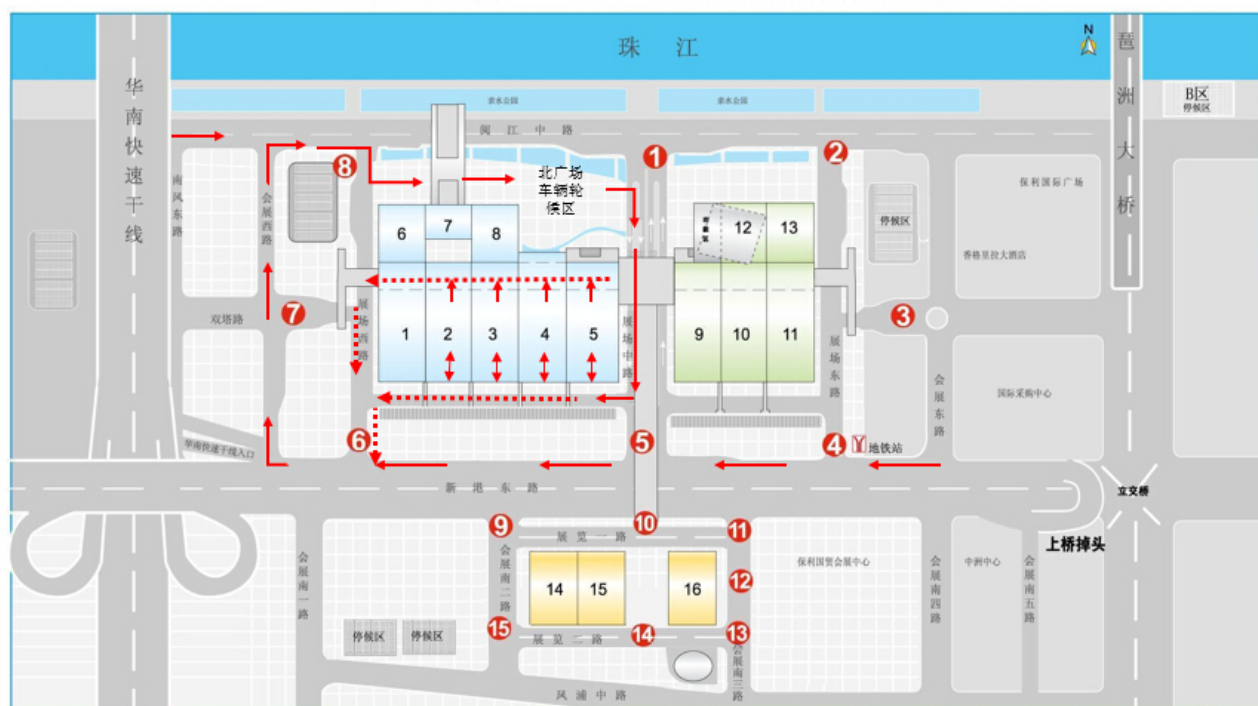 珠 江
N
华南快速干线
琶洲大桥
B区
停候区
亲水公园
亲水公园
阅 江 中 路
南风东路
会展西路
8
1
2
北广场
车辆轮
候区
保利国际广场
6
7
8
12
13
停候区
香格里拉大酒店
双塔路
7
展场西路
1
2
3
4
5
展场中路
9
10
11
展场东路
3
会展东路
国际采购中心
华南快速干线入口
6
5
4
地铁站
新 港 东 路
立交桥
上桥掉头
9
10
11
展 览 一 路
会展南一路
会展南二路
14
15
16
12
保利国贸会展中心
会展南四路
中洲中心
会展南五路
停候区
停候区
15
展 览 二 路
14
13
会展南三路
凤 浦 中 路